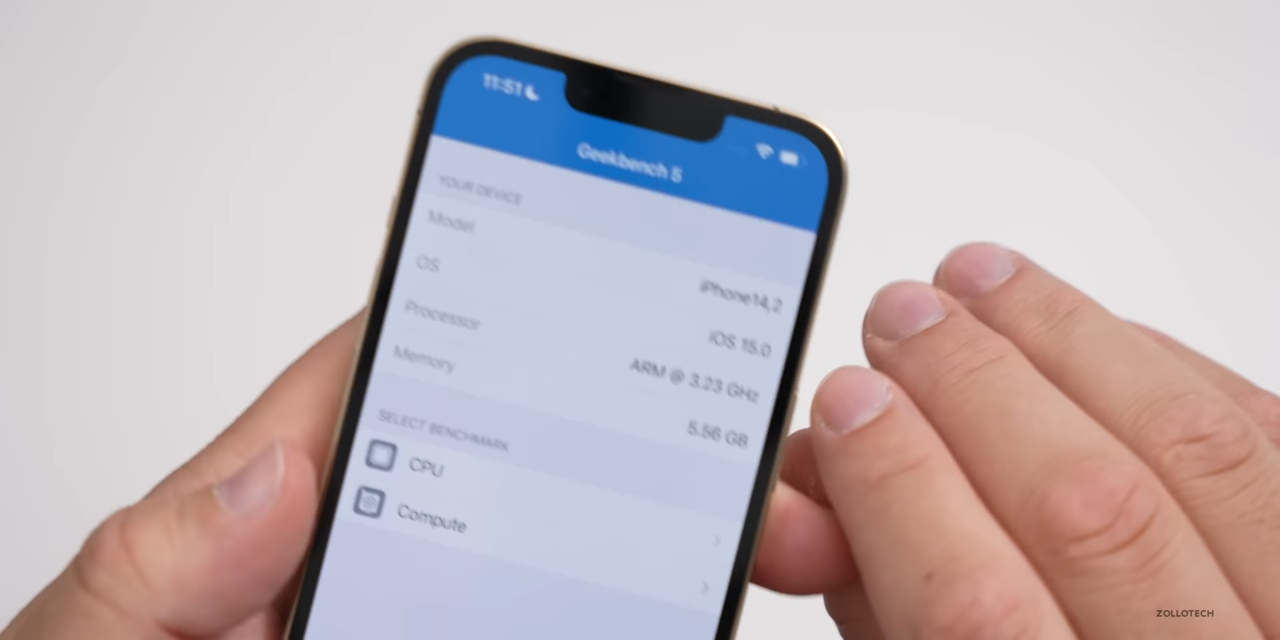 11:51
Geekbench 5
YOUR DEVICE
Model
iPhone14,2
OS
iOS 15.0
Processor
ARM @ 3.23 GHz
Memory
5.56 GB
SELECT BENCHMARK
CPU
Compute
ZOLLOTECH